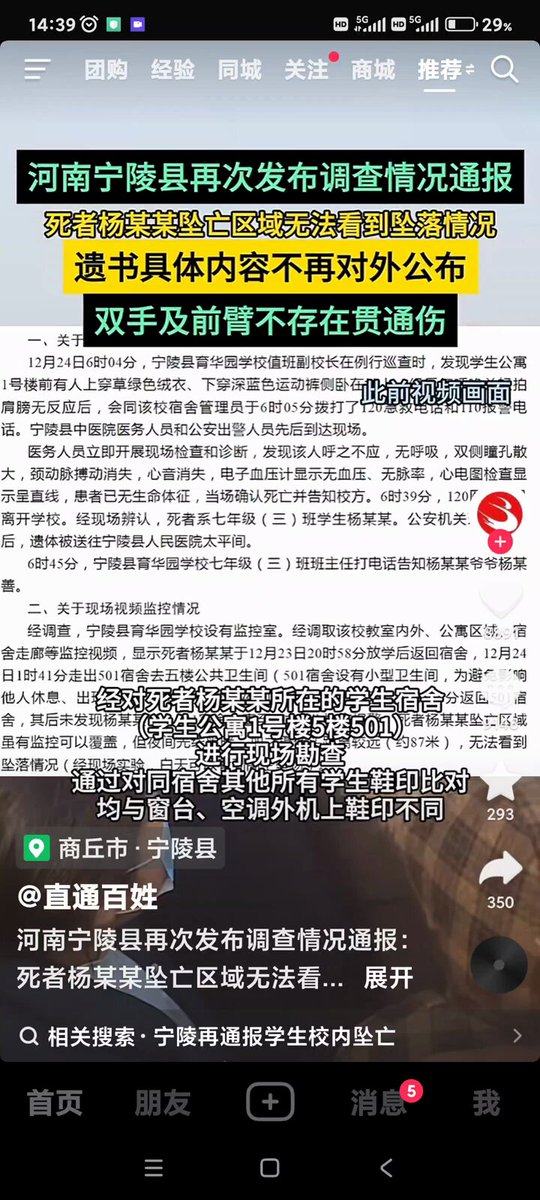 14:39
HD 5G HD 5G 29%
团购 经验 同城 关注 商城 推荐
河南宁陵县再次发布调查情况通报
死者杨某某坠亡区域无法看到坠落情况
遗书具体内容不再对外公布
双手及前臂不存在贯通伤
一、关于
12月24日6时04分，宁陵县育华园学校值班副校长在例行巡查时，发现学生公寓
1号楼前有人上穿草绿色绒衣、下穿深蓝色运动裤侧卧在
此前视频画面
肩膀无反应后，会同该校宿舍管理员于6时05分拨打了120急救电话和110报警电
话。宁陵县中医院医务人员和公安出警人员先后到达现场。
医务人员立即开展现场检查和诊断，发现该人呼之不应，无呼吸，双侧瞳孔散
大，颈动脉搏动消失，心音消失，电子血压计显示无血压、无脉率，心电图检查显
示呈直线，患者已无生命体征，当场确认死亡并告知校方。6时39分，120
离开学校。经现场辨认，死者系七年级（三）班学生杨某某。公安机关
后，遗体被送往宁陵县人民医院太平间。
6时45分，宁陵县育华园学校七年级（三）班班主任打电话告知杨某某爷爷杨某
善。
二、关于现场视频监控情况
经调查，宁陵县育华园学校设有监控室。经调取该校教室内外、公寓区域、宿
舍走廊等监控视频，显示死者杨某某于12月23日20时58分放学后返回宿舍，12月24
日1时41分走出501宿舍去五楼公共卫生间（501宿舍设有小型卫生间，为避免影响
他人休息、出
分返回501宿
舍，其后未发现杨某某
死者杨某某坠亡区域
虽有监控可以覆盖，但夜间光线
较远（约87米），无法看到
坠落情况（经现场实验，白天可
经对死者杨某某所在的学生宿舍
（学生公寓1号楼5楼501）
进行现场勘查
通过对同宿舍其他所有学生鞋印比对
均与窗台、空调外机上鞋印不同
293
350
商丘市·宁陵县
@直通百姓
河南宁陵县再次发布调查情况通报：
死者杨某某坠亡区域无法看... 展开
相关搜索·宁陵再通报学生校内坠亡
首页 朋友 消息 5 我